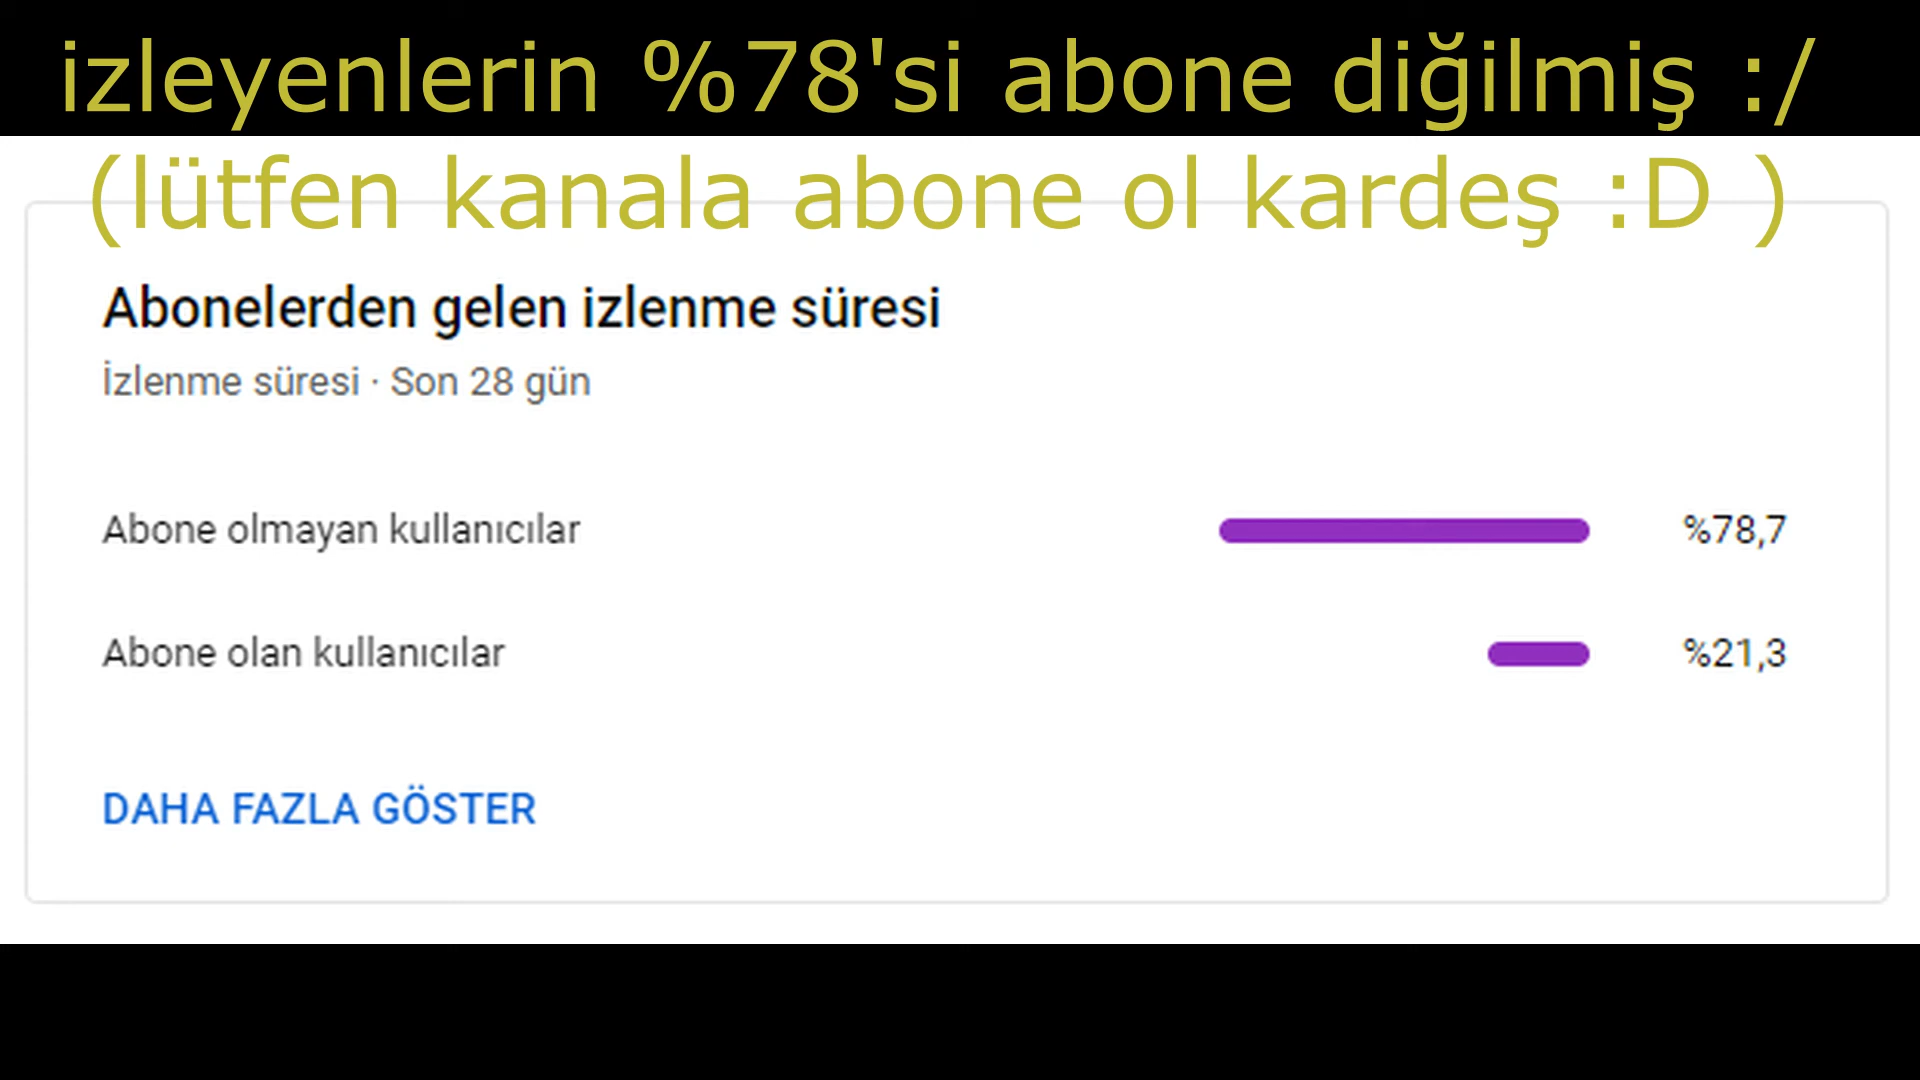 izleyenlerin %78'si abone diğilmiş :/
(lütfen kanala abone ol kardeş :D )
Abonelerden gelen izlenme süresi
İzlenme süresi · Son 28 gün
Abone olmayan kullanıcılar %78,7
Abone olan kullanıcılar %21,3
DAHA FAZLA GÖSTER